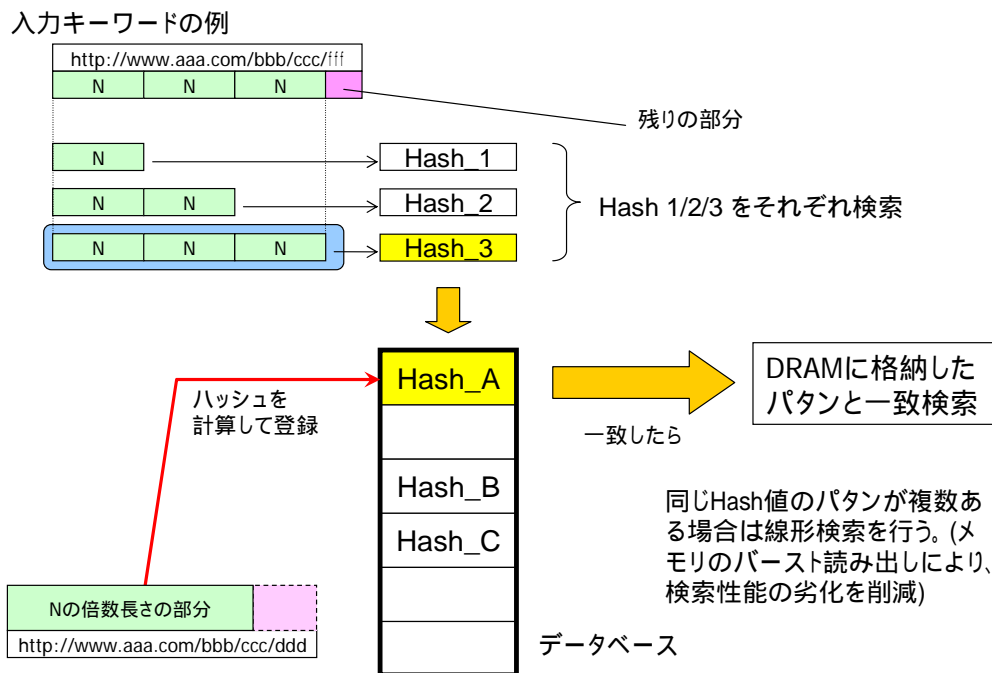 入力キーワードの例
http://www.aaa.com/bbb/ccc/fff
N N N
残りの部分
N
Hash_1
N N
Hash_2
Hash 1/2/3 をそれぞれ検索
N N N
Hash_3
Hash_A
DRAMに格納した
パタンと一致検索
ハッシュを
計算して登録
一致したら
Hash_B
Hash_C
同じHash値のパタンが複数あ
る場合は線形検索を行う。(メ
モリのバースト読み出しにより、
検索性能の劣化を削減)
Nの倍数長さの部分
http://www.aaa.com/bbb/ccc/ddd
データベース